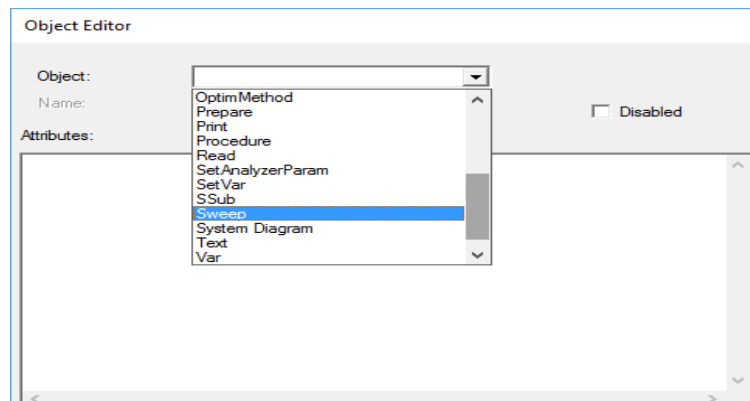 Object Editor
Object:
Name:
Disabled
Attributes:
OptimMethod
Prepare
Print
Procedure
Read
SetAnalyzerParam
SetVar
SSub
Sweep
System Diagram
Text
Var